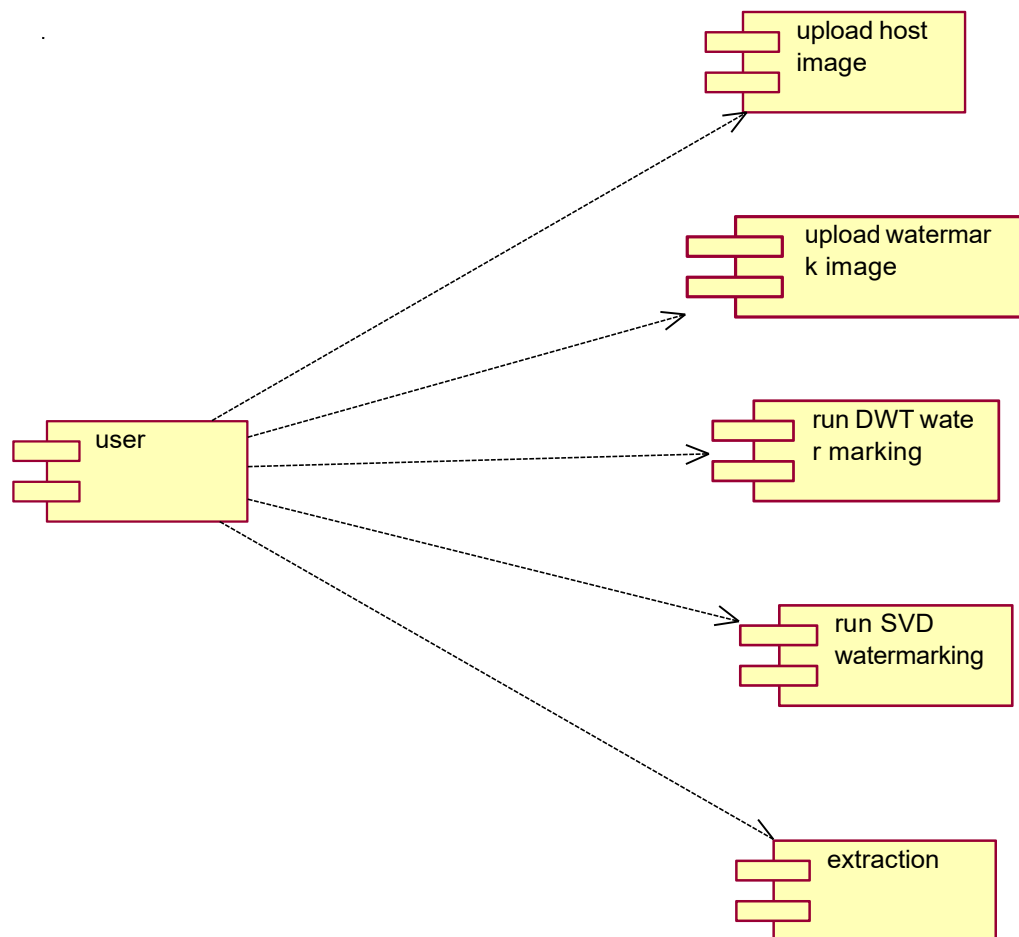 .
upload host
image
upload watermar
k image
user
run DWT wate
r marking
run SVD
watermarking
extraction